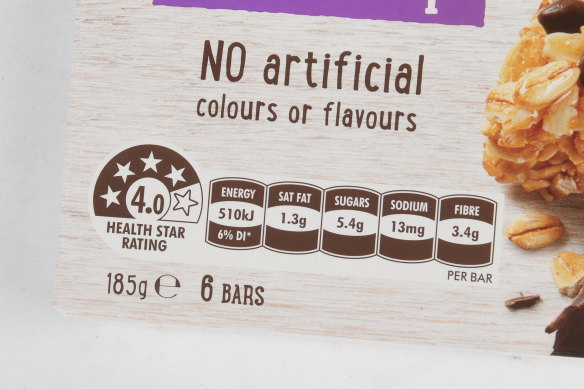 NO artificial
colours or flavours
4.0
HEALTH STAR
RATING
ENERGY
510kJ
6% DI*
SAT FAT
1.3g
SUGARS
5.4g
SODIUM
13mg
FIBRE
3.4g
PER BAR
185g ℮ 6 BARS